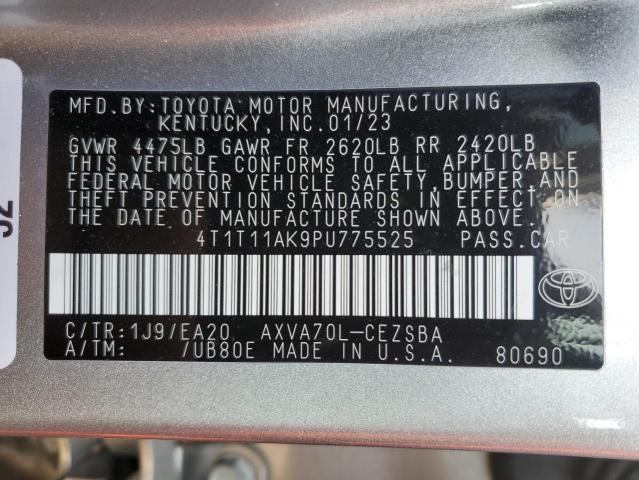 MFD. BY: TOYOTA MOTOR MANUFACTURING,
KENTUCKY, INC. 01/23
GVWR 4475LB GAWR FR 2620LB RR 2420LB
THIS VEHICLE CONFORMS TO ALL APPLICABLE
FEDERAL MOTOR VEHICLE SAFETY, BUMPER, AND
THEFT PREVENTION STANDARDS IN EFFECT ON
THE DATE OF MANUFACTURE SHOWN ABOVE.
4T1T11AK9PU775525 PASS. CAR
C/TR: 1J9/EA20 AXVA70L-CEZSBA
A/TM: /UB80E MADE IN U.S.A. 80690